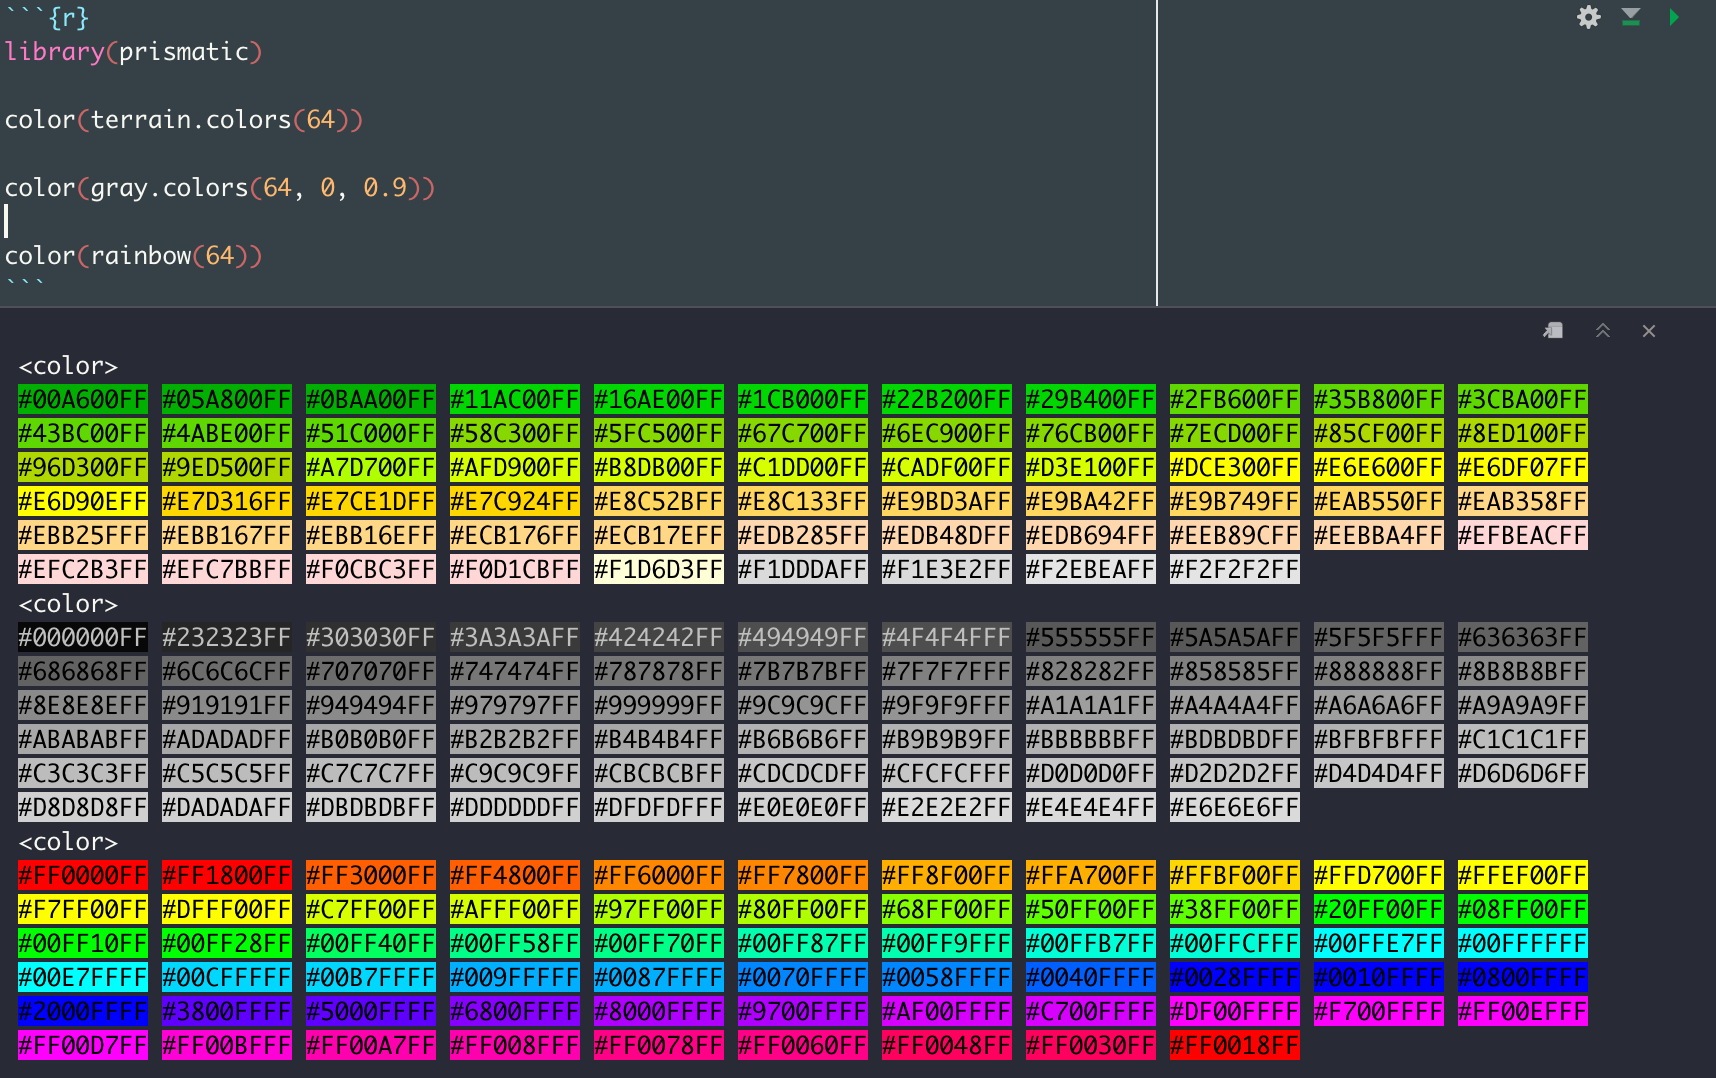 ```{r}
library(prismatic)
color(terrain.colors(64))
color(gray.colors(64, 0, 0.9))
color(rainbow(64))
```
<color>
#00A600FF #05A800FF #0BAA00FF #11AC00FF #16AE00FF #1CB000FF #22B200FF #29B400FF #2FB600FF #35B800FF #3CBA00FF
#43BC00FF #4ABE00FF #51C000FF #58C300FF #5FC500FF #67C700FF #6EC900FF #76CB00FF #7ECD00FF #85CF00FF #8ED100FF
#96D300FF #9ED500FF #A7D700FF #AFD900FF #B8DB00FF #C1DD00FF #CADF00FF #D3E100FF #DCE300FF #E6E600FF #E6DF07FF
#E6D90EFF #E7D316FF #E7CE1DFF #E7C924FF #E8C52BFF #E8C133FF #E9BD3AFF #E9BA42FF #E9B749FF #EAB550FF #EAB358FF
#EBB25FFF #EBB167FF #EBB16EFF #ECB176FF #ECB17EFF #EDB285FF #EDB48DFF #EDB694FF #EEB89CFF #EEBBA4FF #EFBEACFF
#EFC2B3FF #EFC7BBFF #F0CBC3FF #F0D1CBFF #F1D6D3FF #F1DDDAFF #F1E3E2FF #F2EBEAFF #F2F2F2FF
<color>
#000000FF #232323FF #303030FF #3A3A3AFF #424242FF #494949FF #4F4F4FFF #555555FF #5A5A5AFF #5F5F5FFF #636363FF
#686868FF #6C6C6CFF #707070FF #747474FF #787878FF #7B7B7BFF #7F7F7FFF #828282FF #858585FF #888888FF #8B8B8BFF
#8E8E8EFF #919191FF #949494FF #979797FF #999999FF #9C9C9CFF #9F9F9FFF #A1A1A1FF #A4A4A4FF #A6A6A6FF #A9A9A9FF
#ABABABFF #ADADADFF #B0B0B0FF #B2B2B2FF #B4B4B4FF #B6B6B6FF #B9B9B9FF #BBBBBBFF #BDBDBDFF #BFBFBFFF #C1C1C1FF
#C3C3C3FF #C5C5C5FF #C7C7C7FF #C9C9C9FF #CBCBCBFF #CDCDCDFF #CFCFCFFF #D0D0D0FF #D2D2D2FF #D4D4D4FF #D6D6D6FF
#D8D8D8FF #DADADAFF #DBDBDBFF #DDDDDDFF #DFDFDFFF #E0E0E0FF #E2E2E2FF #E4E4E4FF #E6E6E6FF
<color>
#FF0000FF #FF1800FF #FF3000FF #FF4800FF #FF6000FF #FF7800FF #FF8F00FF #FFA700FF #FFBF00FF #FFD700FF #FFEF00FF
#F7FF00FF #DFFF00FF #C7FF00FF #AFFF00FF #97FF00FF #80FF00FF #68FF00FF #50FF00FF #38FF00FF #20FF00FF #08FF00FF
#00FF10FF #00FF28FF #00FF40FF #00FF58FF #00FF70FF #00FF87FF #00FF9FFF #00FFB7FF #00FFCFFF #00FFE7FF #00FFFFFF
#00E7FFFF #00CFFFFF #00B7FFFF #009FFFFF #0087FFFF #0070FFFF #0058FFFF #0040FFFF #0028FFFF #0010FFFF #0800FFFF
#2000FFFF #3800FFFF #5000FFFF #6800FFFF #8000FFFF #9700FFFF #AF00FFFF #C700FFFF #DF00FFFF #F700FFFF #FF00EFFF
#FF00D7FF #FF00BFFF #FF00A7FF #FF008FFF #FF0078FF #FF0060FF #FF0048FF #FF0030FF #FF0018FF